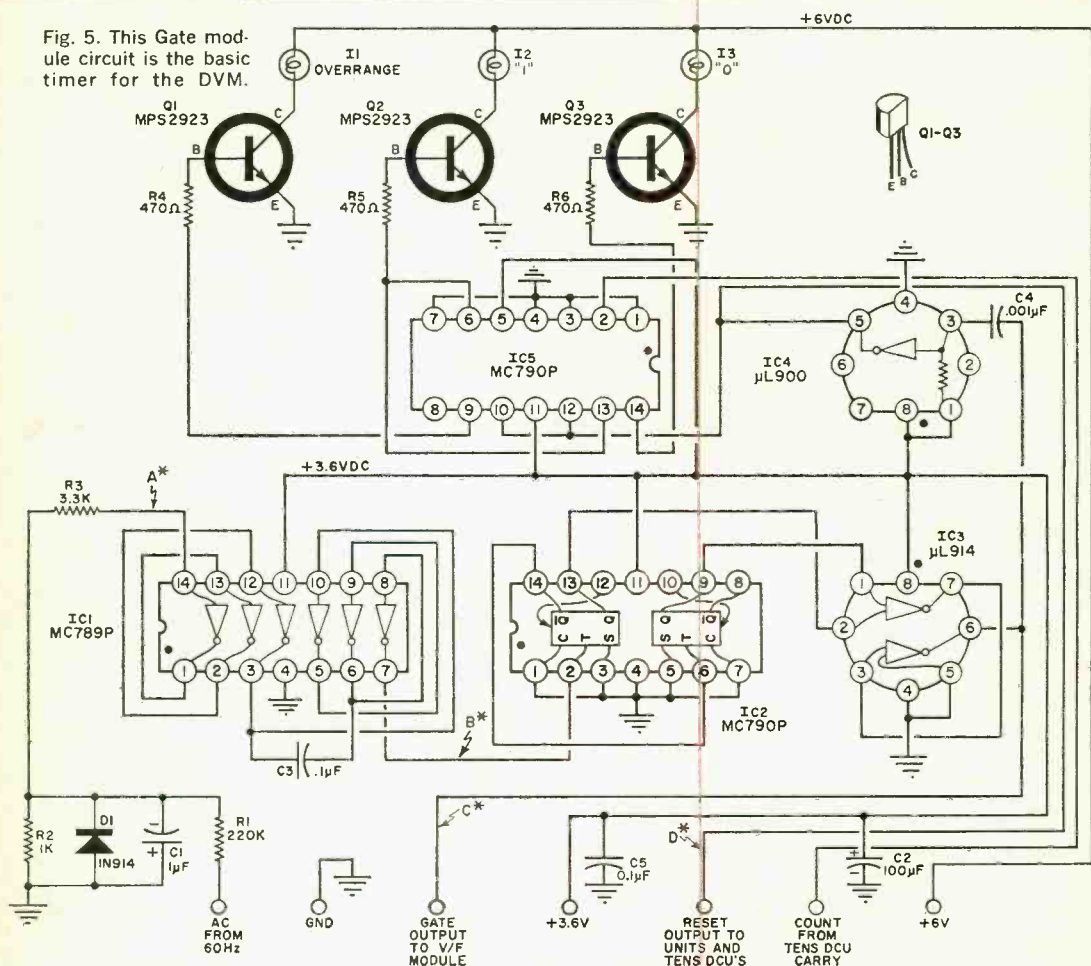 Fig. 5. This Gate mod-
ule circuit is the basic
timer for the DVM.
+6VDC
I1
OVERRANGE
I2
"1"
I3
"0"
Q1
MPS2923
Q2
MPS2923
Q3
MPS2923
C
C
C
B
B
B
E
E
E
Q1-Q3
E B C
R4
470Ω
R5
470Ω
R6
470Ω
7 6 5 4 3 2 1
IC5
MC790P
8 9 10 11 12 13 14
4
5 3
6 2
7 8 1
C4
.001µF
IC4
µL900
+3.6VDC
R3
3.3K
A*
14 13 12 11 10 9 8
IC1
MC789P
1 2 3 4 5 6 7
C3 .1µF
B*
14 13 12 11 10 9 8
Q
C T S
Q
S T C
1 2 3 4 5 6 7
IC2
MC790P
IC3
µL914
1 8 7
2 6
3 4 5
R2
1K
D1
1N914
C1
1µF
R1
220K
C*
D*
C5
0.1µF
C2
100µF
AC
FROM
60Hz
GND
GATE
OUTPUT
TO V/F
MODULE
+3.6V
RESET
OUTPUT TO
UNITS AND
TENS DCU'S
COUNT
FROM
TENS DCU
CARRY
+6V